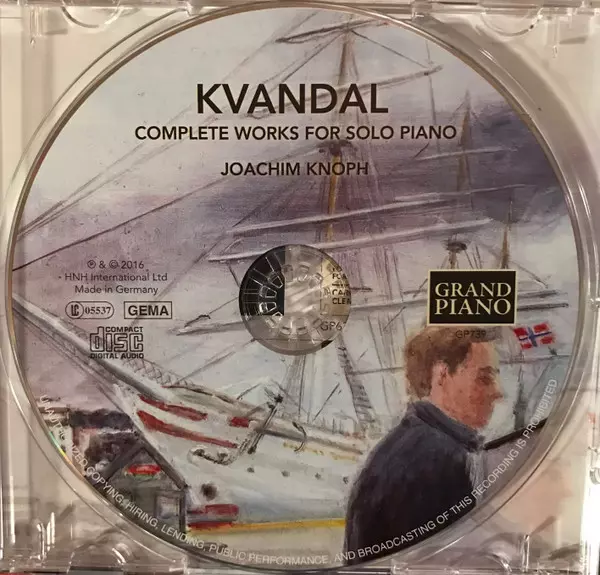 KVANDAL
COMPLETE WORKS FOR SOLO PIANO
JOACHIM KNOPH
℗ & © 2016
HNH International Ltd
Made in Germany
LC 05537
GEMA
COMPACT
disc
DIGITAL AUDIO
GRAND
PIANO
GP739
COPYING, HIRING, LENDING, PUBLIC PERFORMANCE, AND BROADCASTING OF THIS RECORDING IS PROHIBITED